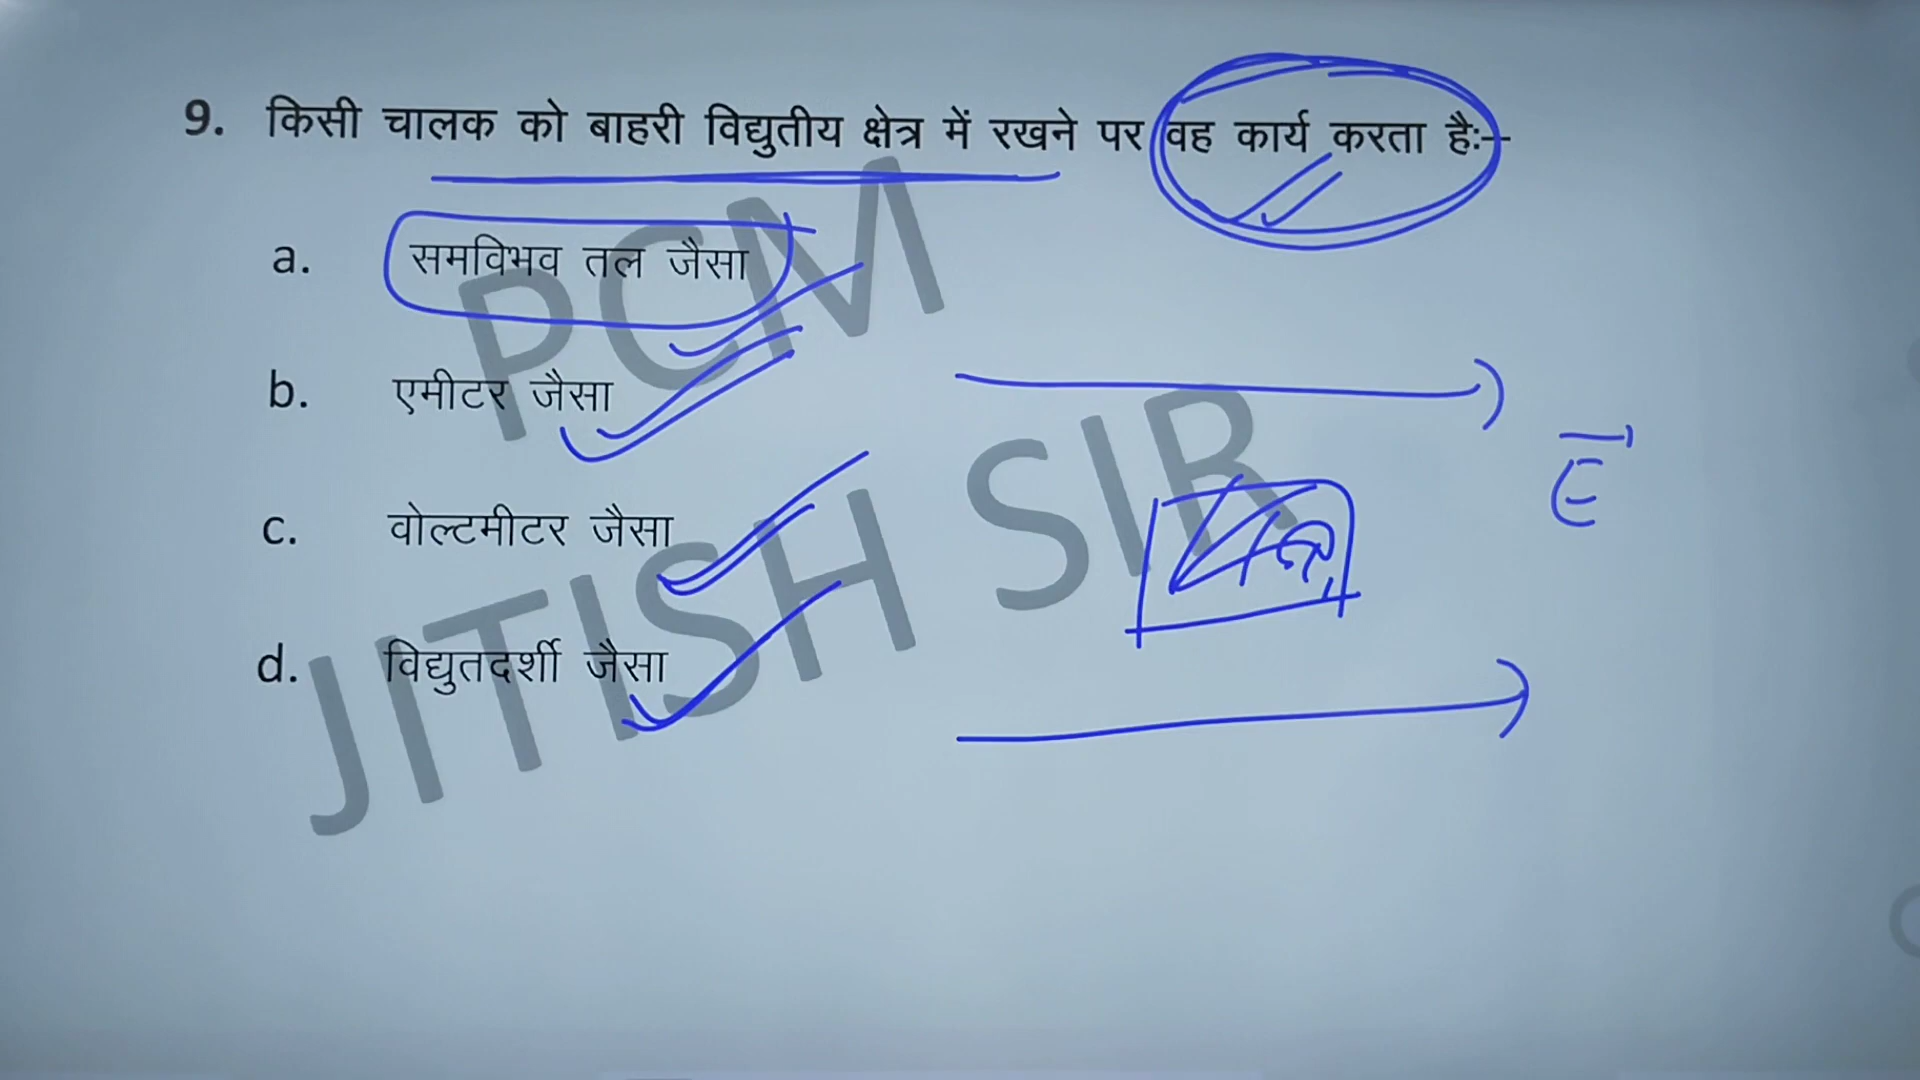 9. किसी चालक को बाहरी विद्युतीय क्षेत्र में रखने पर वह कार्य करता है:–
a. समविभव तल जैसा
b. एमीटर जैसा
c. वोल्टमीटर जैसा
d. विद्युतदर्शी जैसा
E
PCM
JITISH SIR